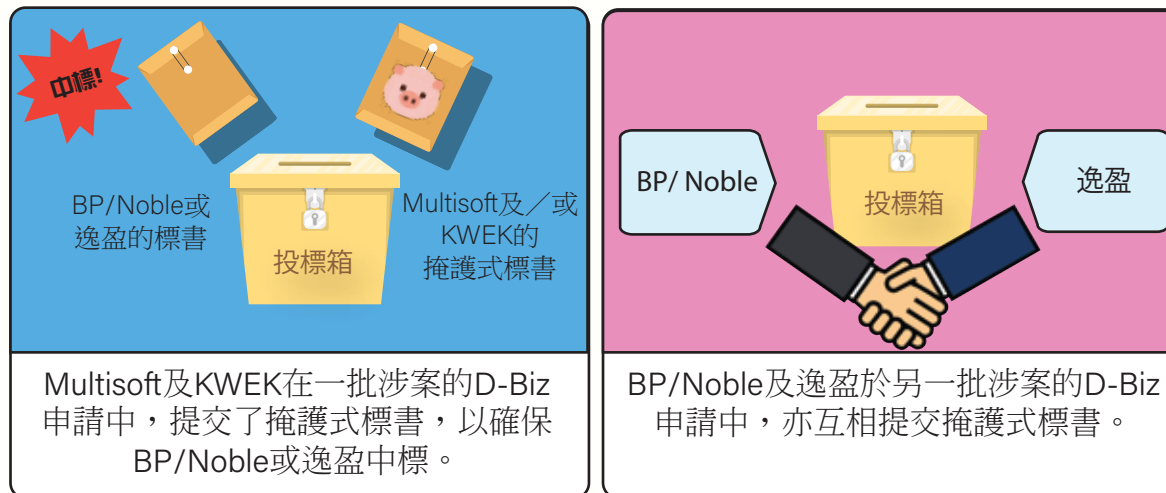 中標!
BP/Noble或
逸盈的標書
投標箱
Multisoft及／或
KWEK的
掩護式標書
Multisoft及KWEK在一批涉案的D-Biz
申請中，提交了掩護式標書，以確保
BP/Noble或逸盈中標。
BP/ Noble
投標箱
逸盈
BP/Noble及逸盈於另一批涉案的D-Biz
申請中，亦互相提交掩護式標書。